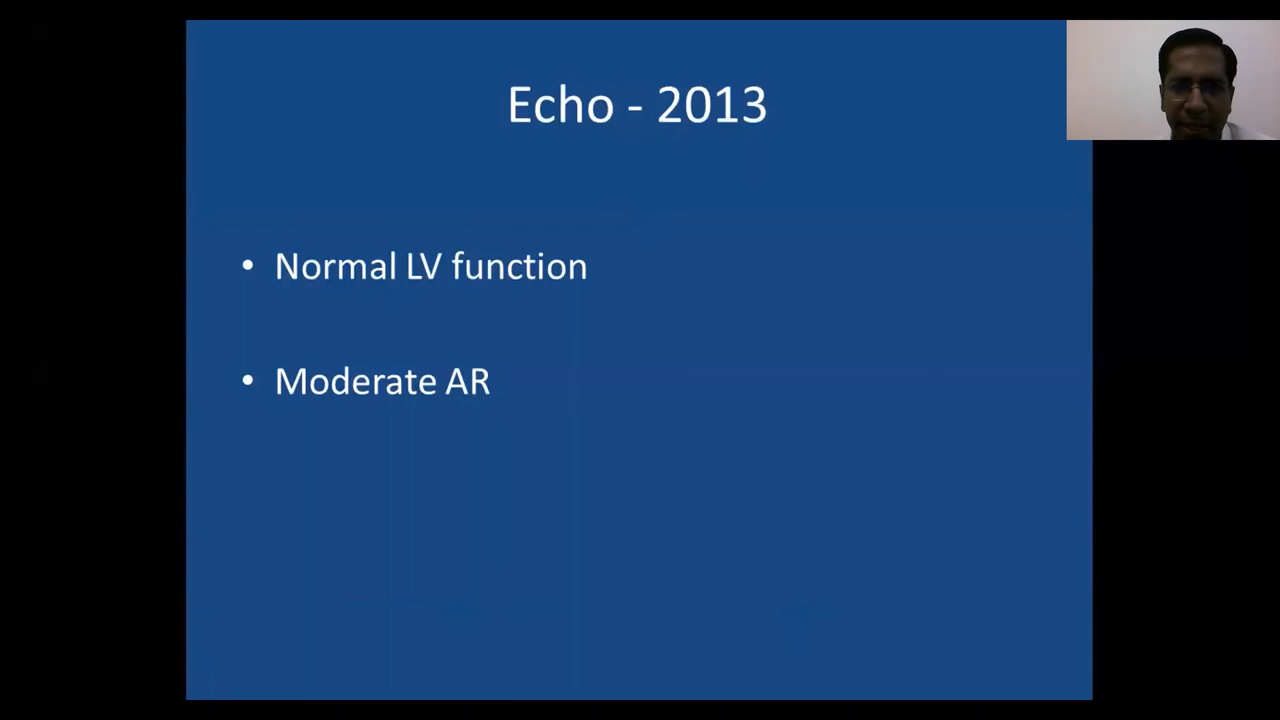 Echo - 2013
• Normal LV function
• Moderate AR